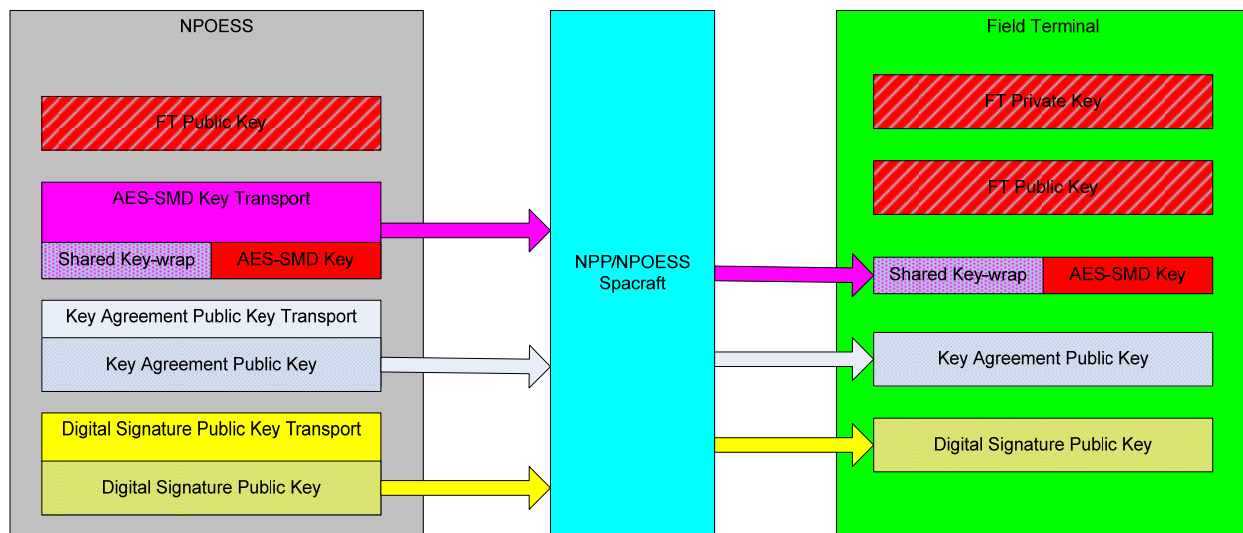 NPOESS
FT Public Key
AES-SMD Key Transport
Shared Key-wrap
AES-SMD Key
Key Agreement Public Key Transport
Key Agreement Public Key
Digital Signature Public Key Transport
Digital Signature Public Key
NPP/NPOESS
Spacraft
Field Terminal
FT Private Key
FT Public Key
Shared Key-wrap
AES-SMD Key
Key Agreement Public Key
Digital Signature Public Key